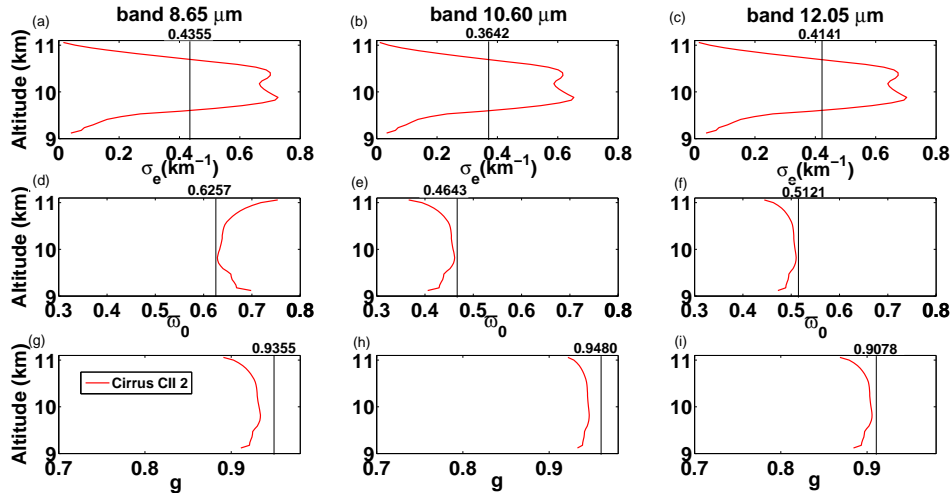 band 8.65 μm
band 10.60 μm
band 12.05 μm
(a)
0.4355
11
10
9
Altitude (km)
0 0.2 0.4 0.6 0.8
σe(km−1)
(b)
0.3642
11
10
9
0 0.2 0.4 0.6 0.8
σe(km−1)
(c)
0.4141
11
10
9
0 0.2 0.4 0.6 0.8
σe(km−1)
(d)
0.6257
11
10
9
Altitude (km)
0.3 0.4 0.5 0.6 0.7 0.8
ϖ0
(e)
0.4643
11
10
9
0.3 0.4 0.5 0.6 0.7 0.8
ϖ0
(f)
0.5121
11
10
9
0.3 0.4 0.5 0.6 0.7 0.8
ϖ0
(g)
0.9355
11
10
9
Altitude (km)
Cirrus CII 2
0.7 0.8 0.9
g
(h)
0.9480
11
10
9
0.7 0.8 0.9
g
(i)
0.9078
11
10
9
0.7 0.8 0.9
g